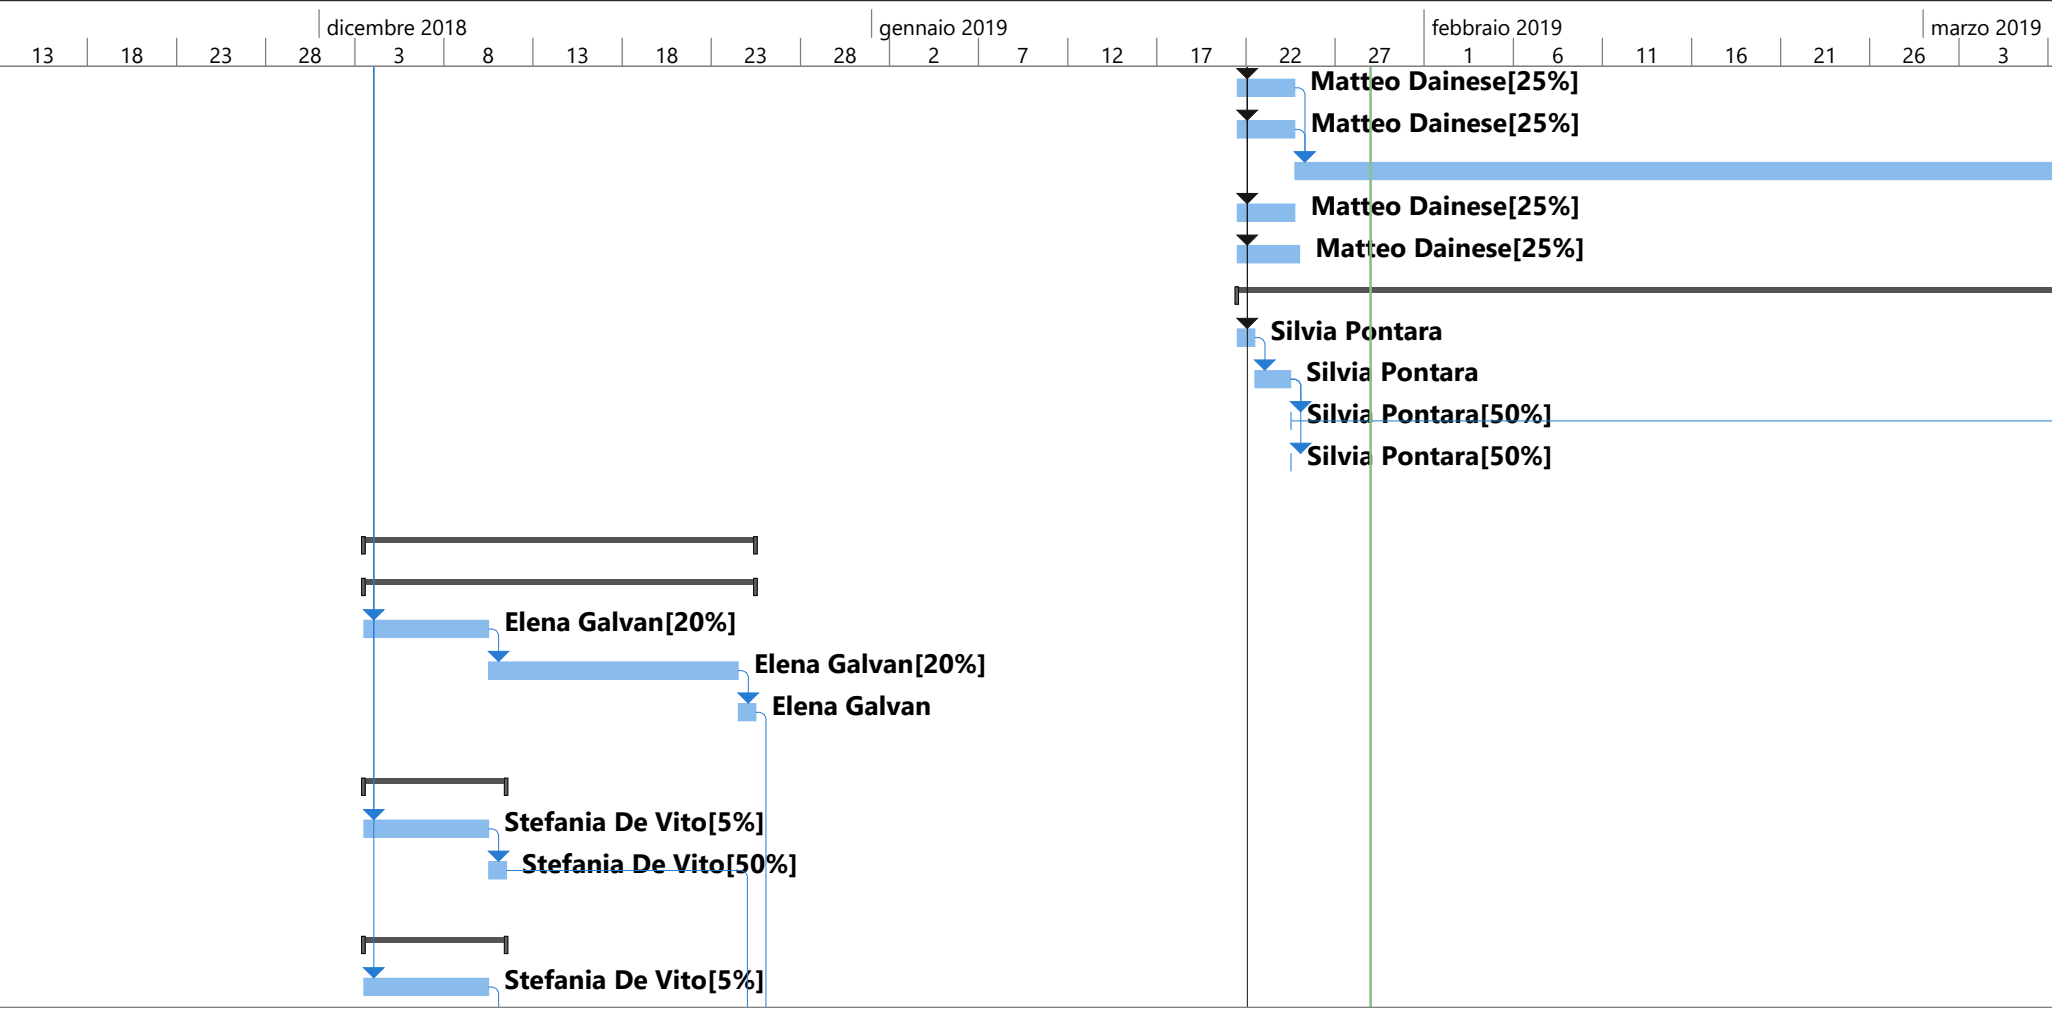 dicembre 2018 gennaio 2019 febbraio 2019 marzo 2019
13 18 23 28 3 8 13 18 23 28 2 7 12 17 22 27 1 6 11 16 21 26 3
Matteo Dainese[25%]
Matteo Dainese[25%]
Matteo Dainese[25%]
Matteo Dainese[25%]
Silvia Pontara
Silvia Pontara
Silvia Pontara[50%]
Silvia Pontara[50%]
Elena Galvan[20%]
Elena Galvan[20%]
Elena Galvan
Stefania De Vito[5%]
Stefania De Vito[50%]
Stefania De Vito[5%]